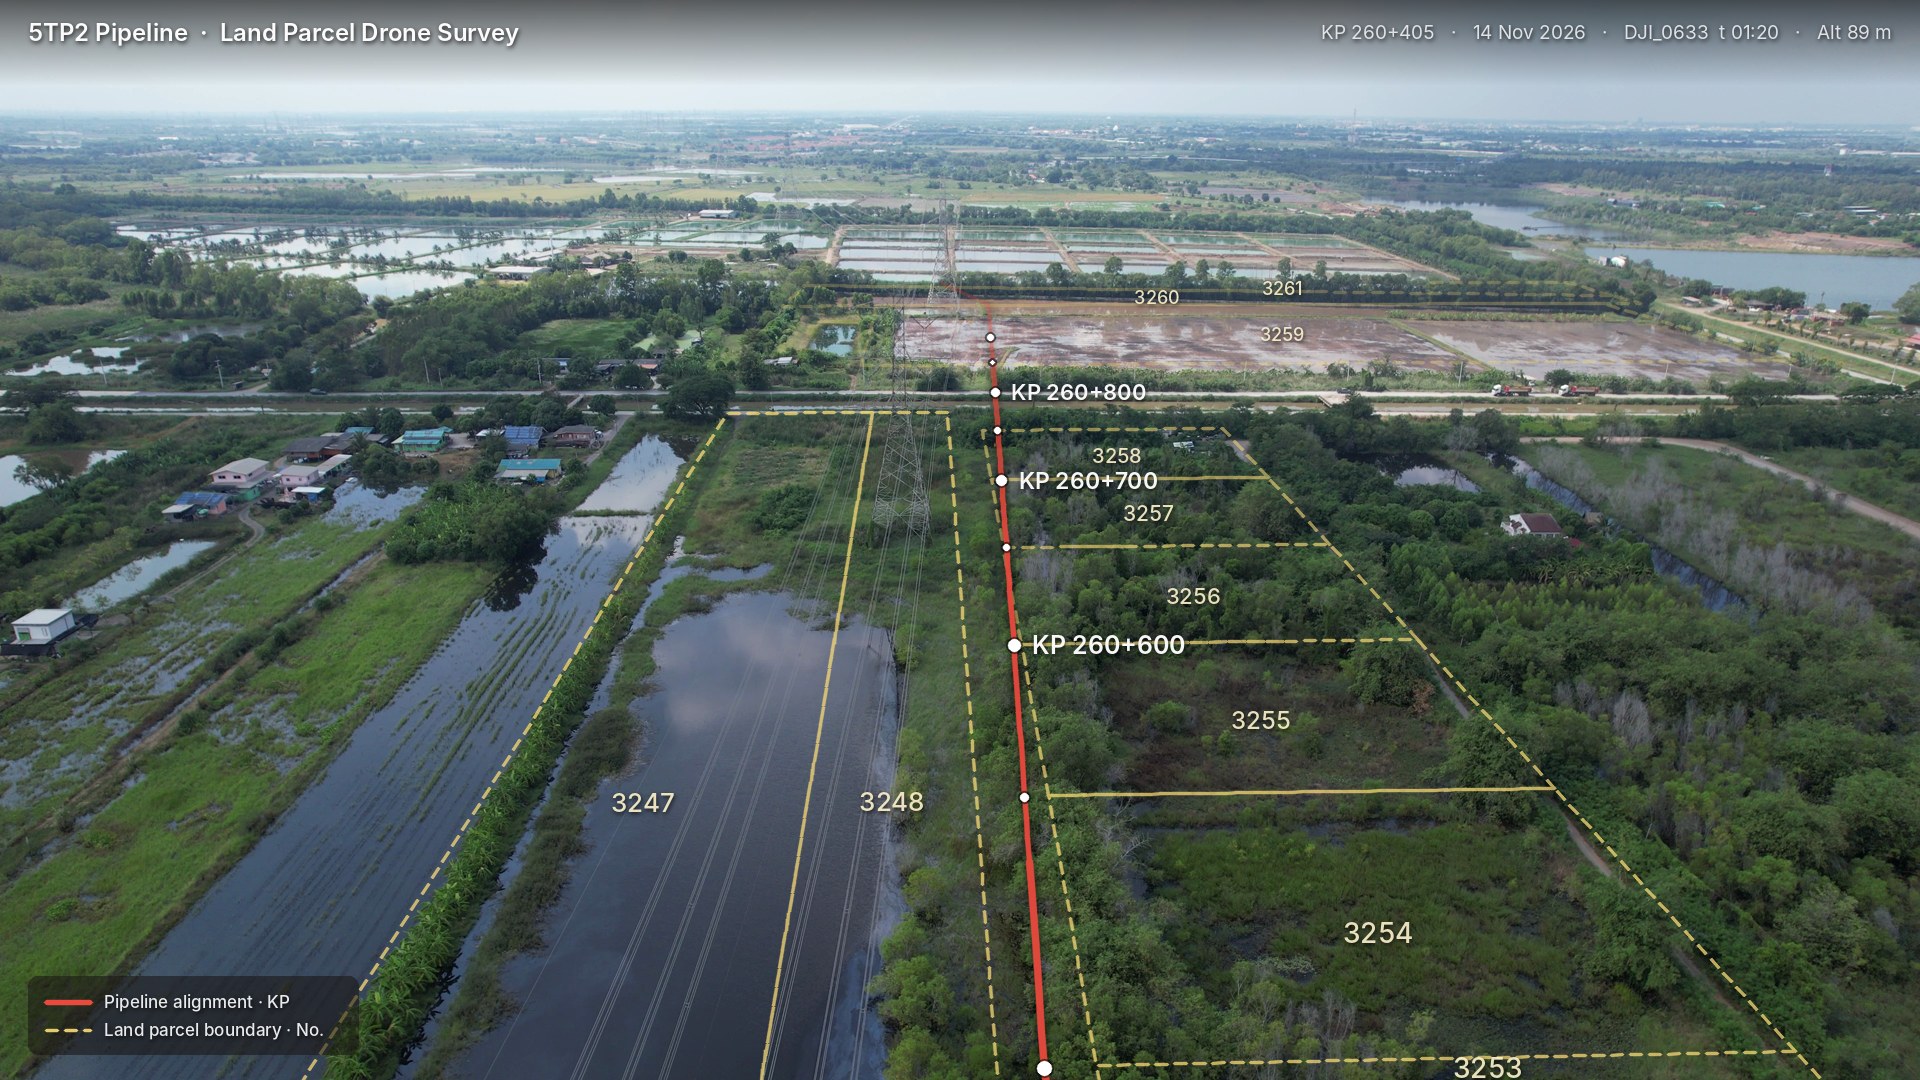 5TP2 Pipeline · Land Parcel Drone Survey
KP 260+405 · 14 Nov 2026 · DJI_0633 t 01:20 · Alt 89 m
3261
3260
3259
KP 260+800
3258
KP 260+700
3257
3256
KP 260+600
3255
3247
3248
3254
3253
Pipeline alignment · KP
Land parcel boundary · No.